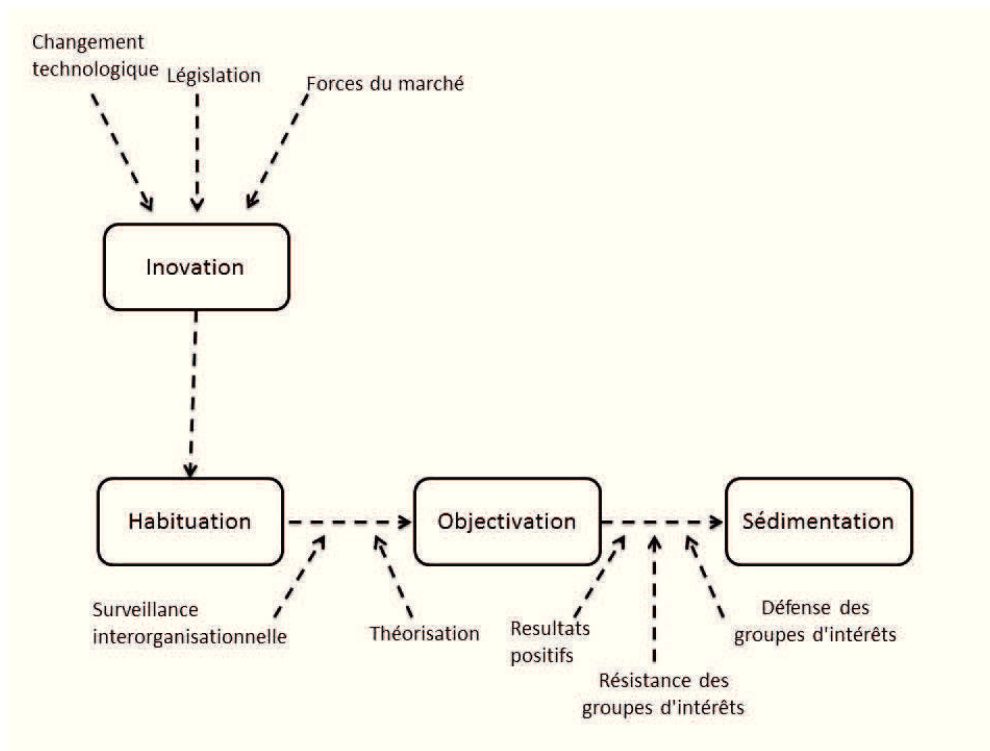 Changement
technologique
Législation
Forces du marché
Inovation
Habituation
Objectivation
Sédimentation
Surveillance
interorganisationnelle
Théorisation
Resultats
positifs
Résistance des
groupes d'intérêts
Défense des
groupes d'intérêts